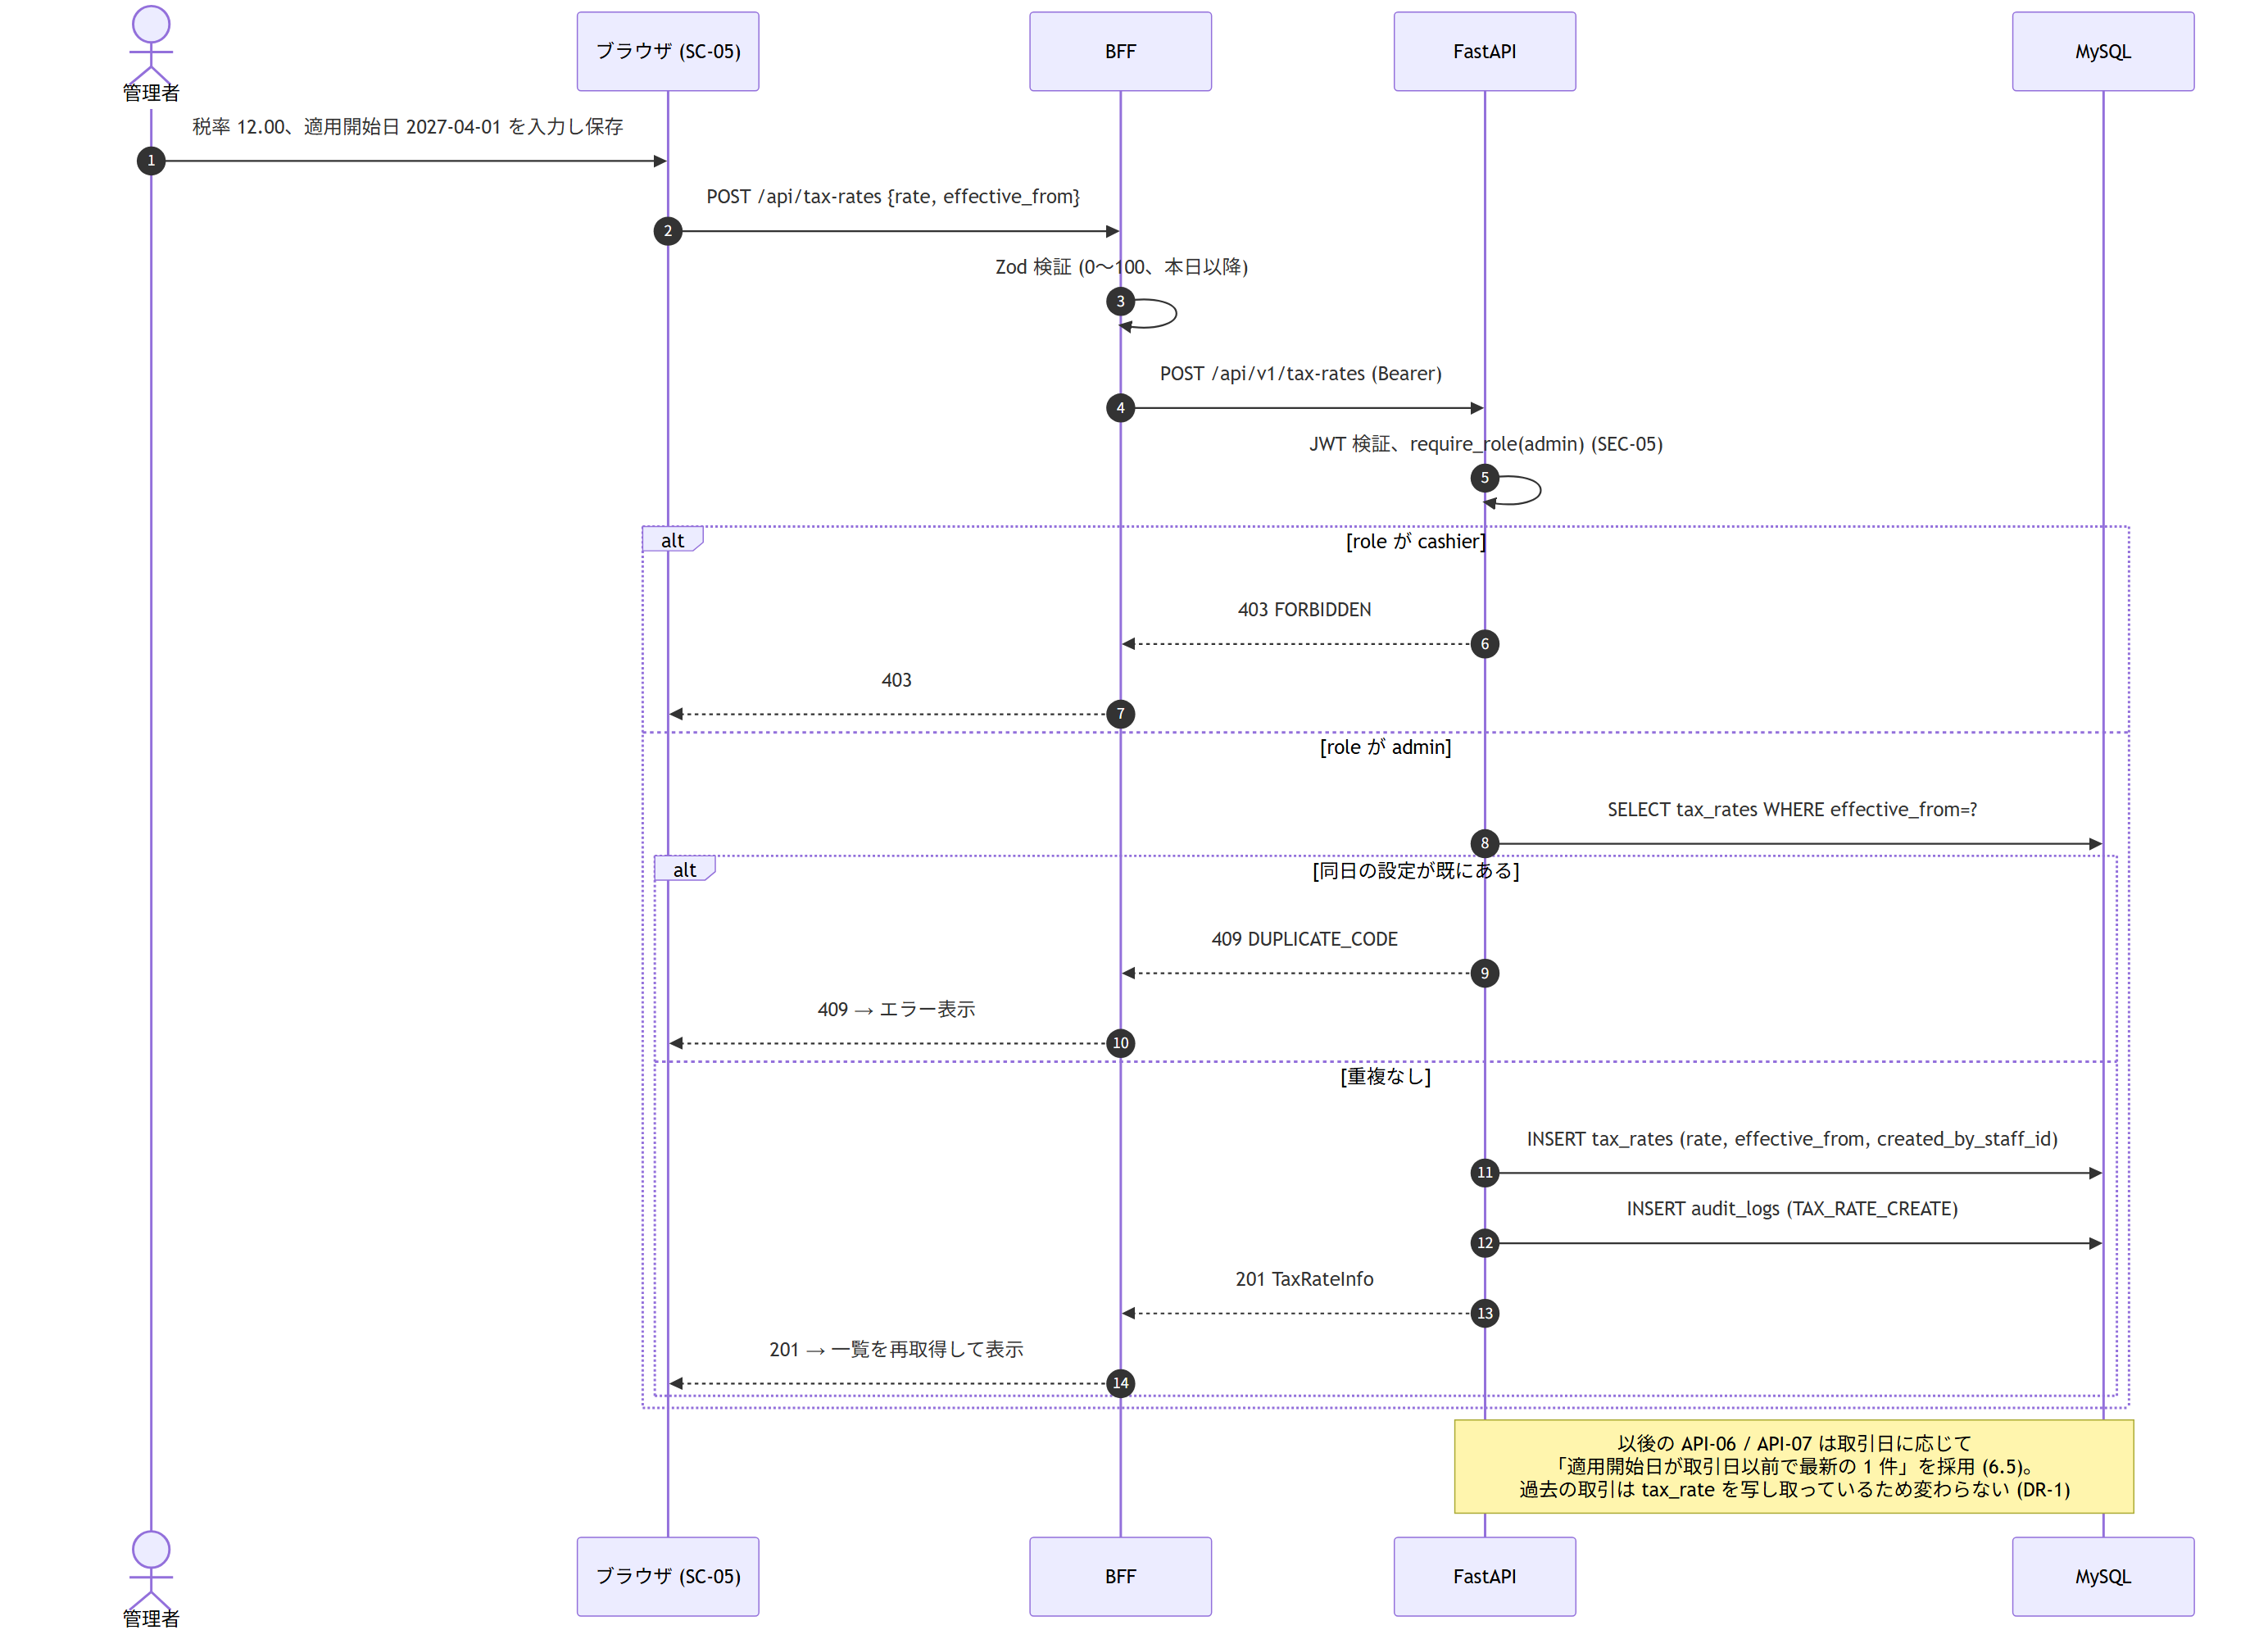 管理者
ブラウザ (SC-05)
BFF
FastAPI
MySQL
税率 12.00、適用開始日 2027-04-01 を入力し保存
1
POST /api/tax-rates {rate, effective_from}
2
Zod 検証 (0〜100、本日以降)
3
POST /api/v1/tax-rates (Bearer)
4
JWT 検証、require_role(admin) (SEC-05)
5
alt
[role が cashier]
403 FORBIDDEN
6
403
7
[role が admin]
SELECT tax_rates WHERE effective_from=?
8
alt
[同日の設定が既にある]
409 DUPLICATE_CODE
9
409 → エラー表示
10
[重複なし]
INSERT tax_rates (rate, effective_from, created_by_staff_id)
11
INSERT audit_logs (TAX_RATE_CREATE)
12
201 TaxRateInfo
13
201 → 一覧を再取得して表示
14
以後の API-06 / API-07 は取引日に応じて
「適用開始日が取引日以前で最新の 1 件」を採用 (6.5)。
過去の取引は tax_rate を写し取っているため変わらない (DR-1)
管理者
ブラウザ (SC-05)
BFF
FastAPI
MySQL